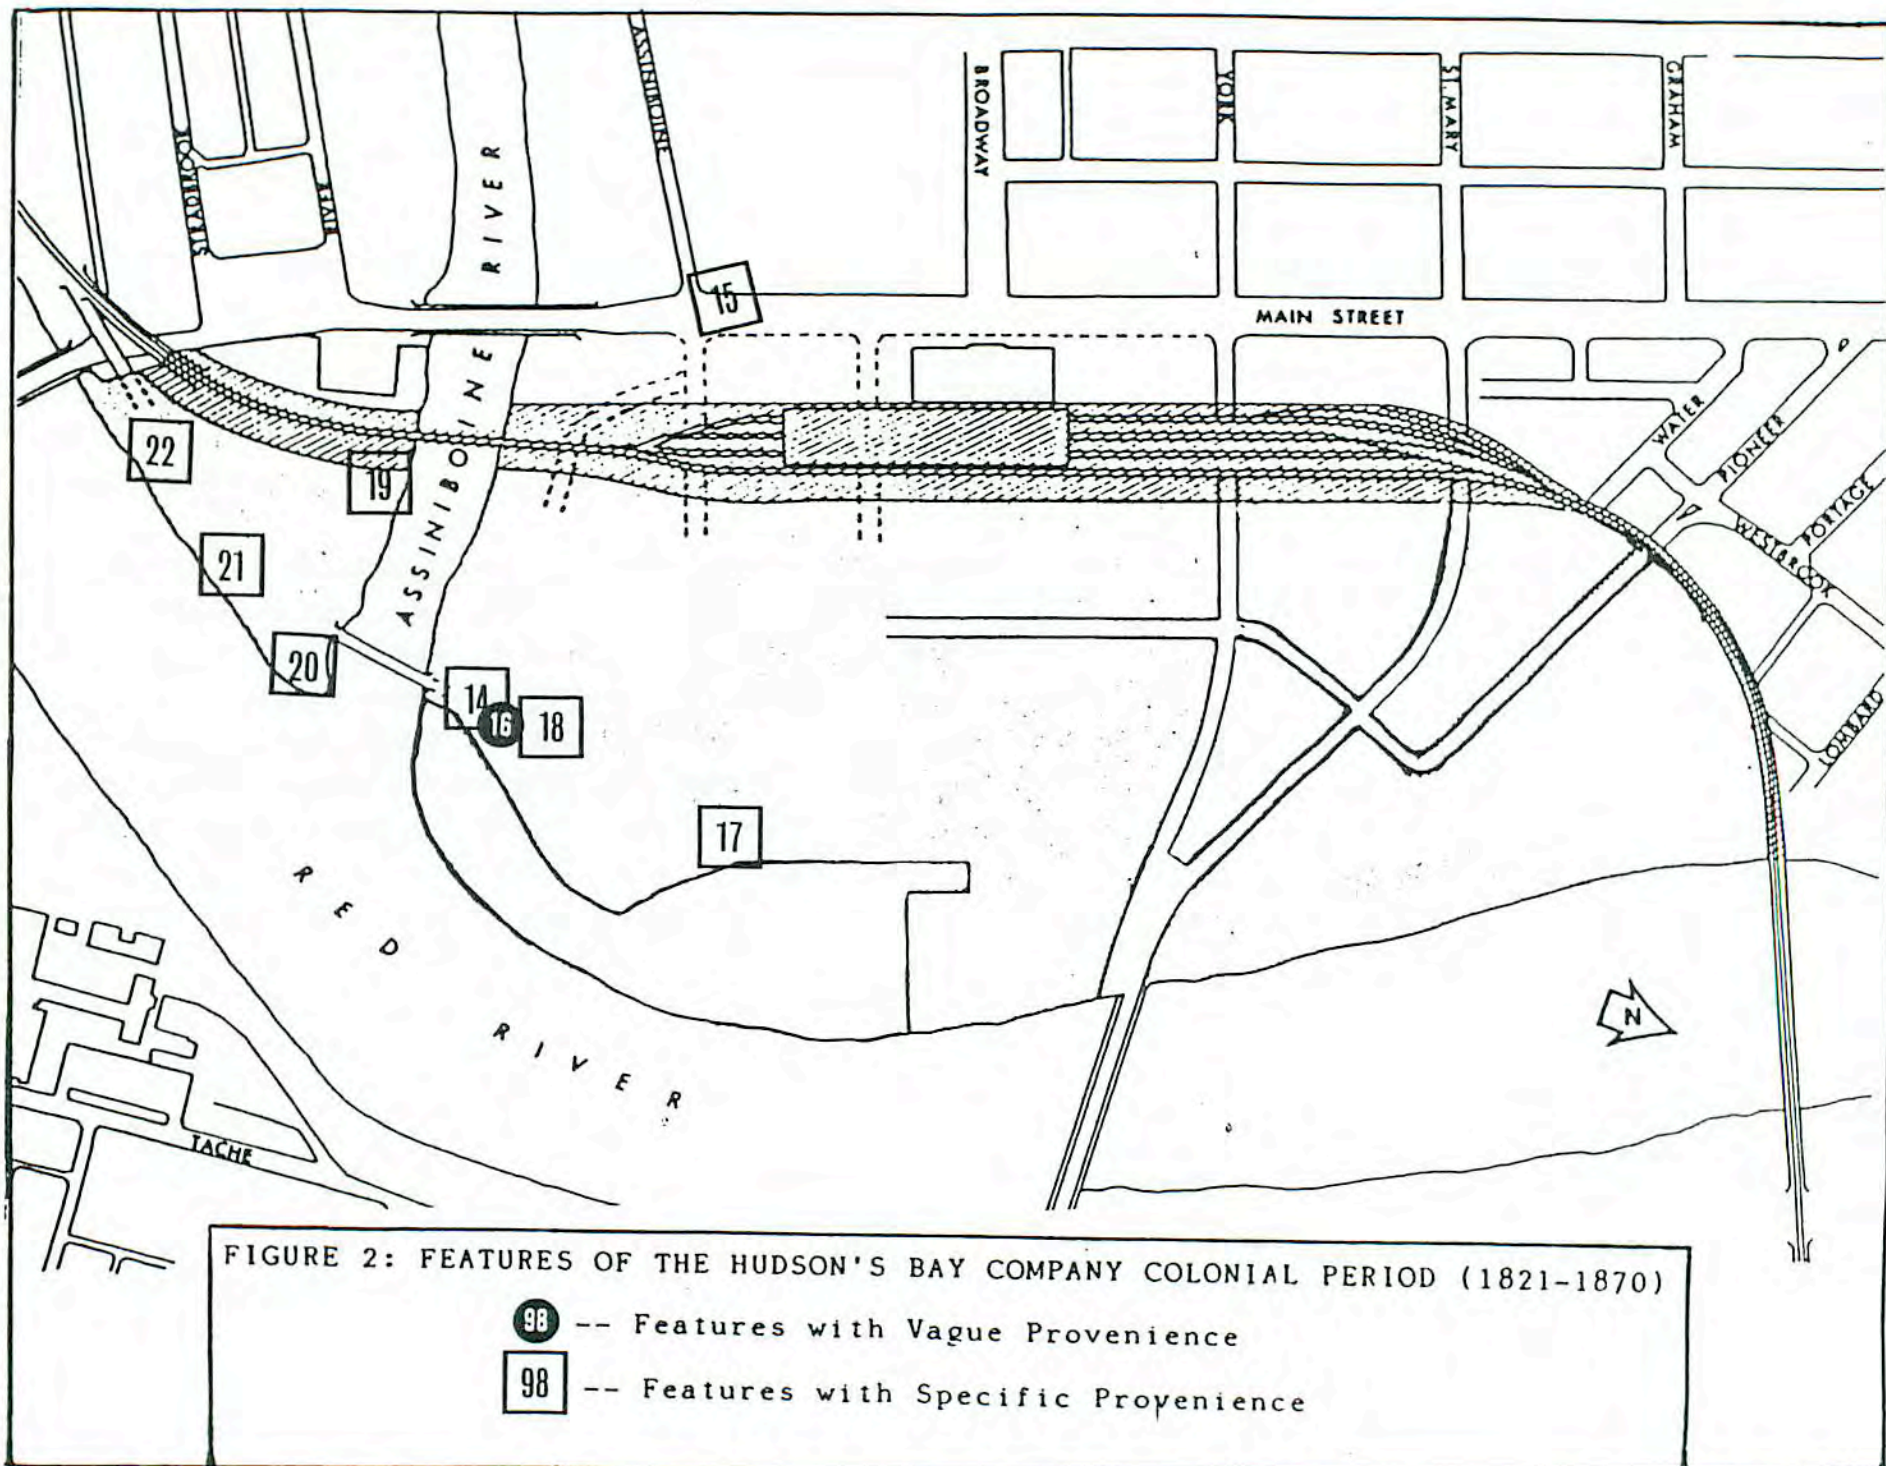 ASSINIBOINE
BROADWAY
YORK
ST. MARY
GRAHAM
STRADBROOK
RIVER
15
MAIN STREET
ASSINIBOINE
WATER
PIONEER
PORTAGE
WESTBROOK
LOMBARD
22
19
21
20
14
16
18
17
RED
RIVER
N
TACHE
FIGURE 2: FEATURES OF THE HUDSON'S BAY COMPANY COLONIAL PERIOD (1821-1870)
98 -- Features with Vague Provenience
98 -- Features with Specific Provenience